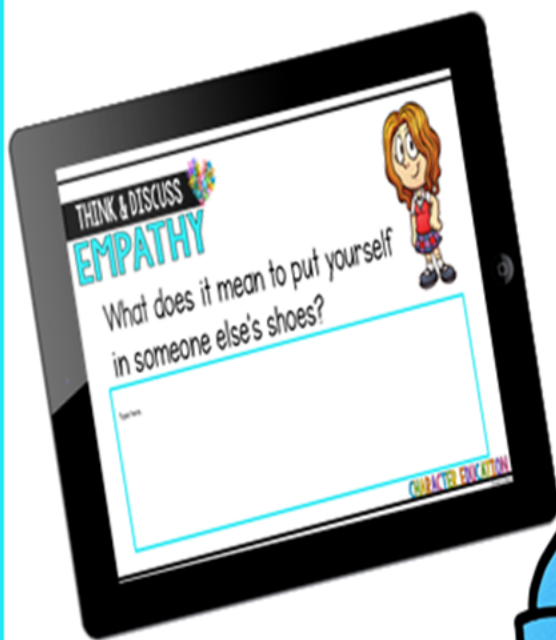 THINK & DISCUSS
EMPATHY
What does it mean to put yourself
in someone else's shoes?
Type here.
CHARACTER EDUCATION